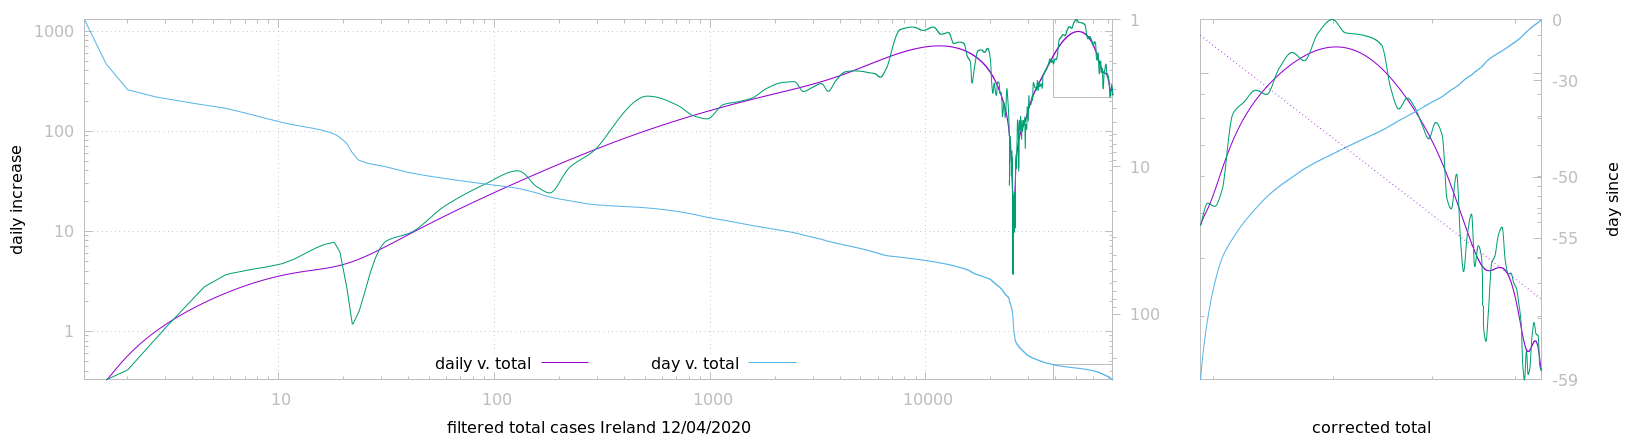 daily increase
1000
100
10
1
10
100
1000
10000
1
10
100
daily v. total
day v. total
filtered total cases Ireland 12/04/2020
0
-30
-50
-55
-59
day since
corrected total